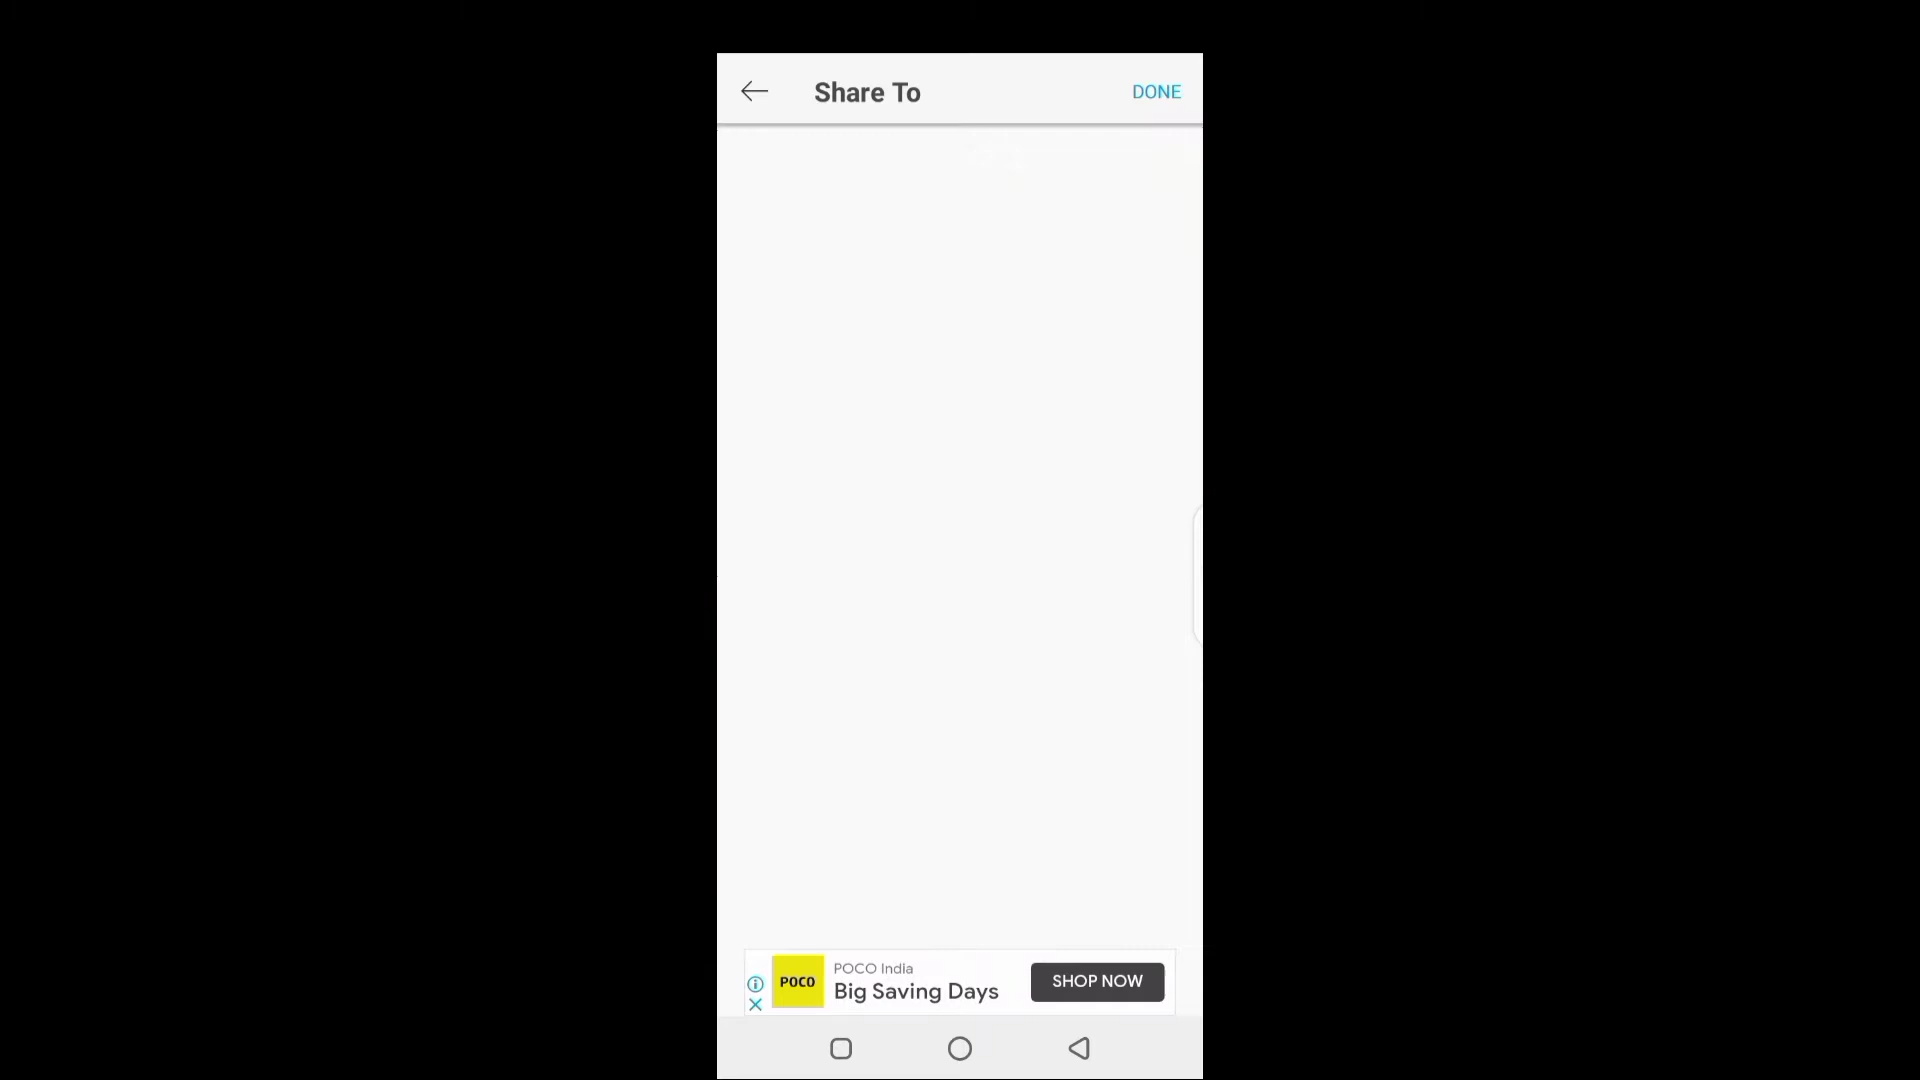 Share To
DONE
POCO
POCO India
Big Saving Days
SHOP NOW